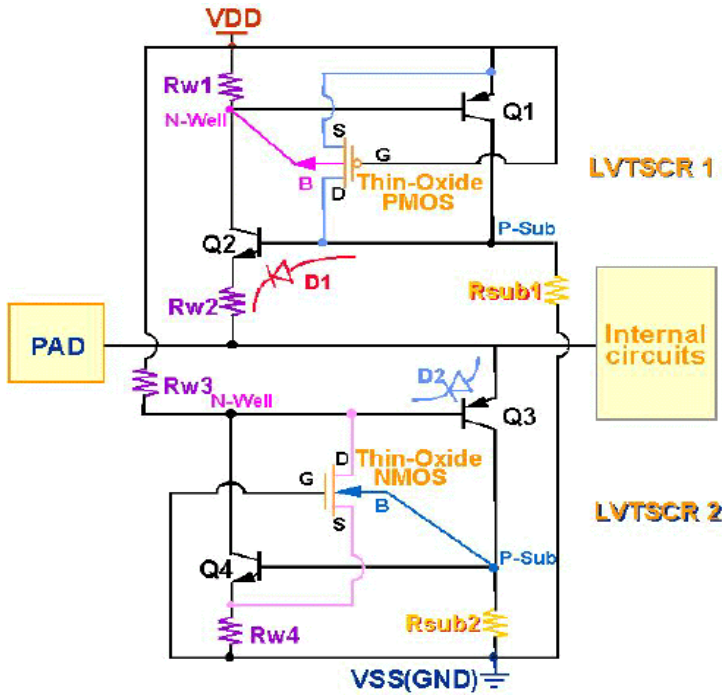 VDD
Rw1
Q1
N-Well
S
G
LVTSCR 1
B
Thin-Oxide
PMOS
D
P-Sub
Q2
D1
Rsub1
Rw2
PAD
Internal
circuits
D2
Rw3
N-Well
Q3
D
Thin-Oxide
NMOS
G
B
LVTSCR 2
S
P-Sub
Q4
Rsub2
Rw4
VSS(GND)